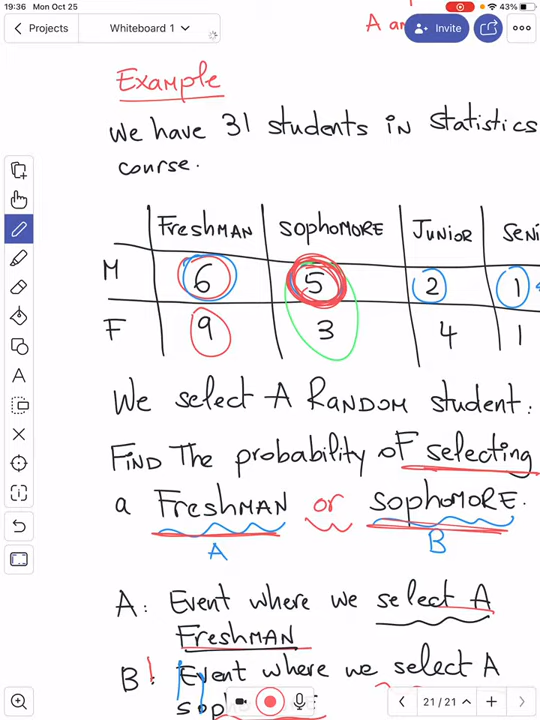 19:36 Mon Oct 25
43%
Projects
Whiteboard 1
Invite
Example
We have 31 students in statistics
course.
Freshman Sophomore Junior Seni
M 6 5 2 1
F 9 3 4 1
We select A Random student.
Find The probability of selecting
a Freshman or sophomore.
A B
A: Event where we select A
Freshman
B: Event where we select A
21/21